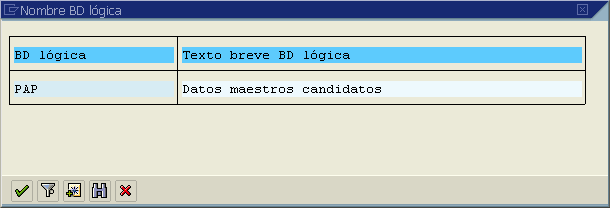 Nombre BD lógica
BD lógica Texto breve BD lógica
PAP Datos maestros candidatos